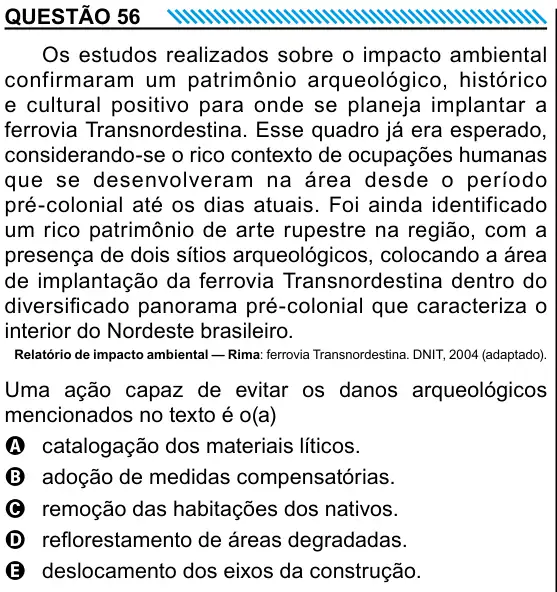 QUESTÃO 56
Os estudos realizados sobre o impacto ambiental
confirmaram um patrimônio arqueológico, histórico
e cultural positivo para onde se planeja implantar a
ferrovia Transnordestina. Esse quadro já era esperado,
considerando-se o rico contexto de ocupações humanas
que se desenvolveram na área desde o período
pré-colonial até os dias atuais. Foi ainda identificado
um rico patrimônio de arte rupestre na região, com a
presença de dois sítios arqueológicos, colocando a área
de implantação da ferrovia Transnordestina dentro do
diversificado panorama pré-colonial que caracteriza o
interior do Nordeste brasileiro.
Relatório de impacto ambiental — Rima: ferrovia Transnordestina. DNIT, 2004 (adaptado).
Uma ação capaz de evitar os danos arqueológicos
mencionados no texto é o(a)
A catalogação dos materiais líticos.
B adoção de medidas compensatórias.
C remoção das habitações dos nativos.
D reflorestamento de áreas degradadas.
E deslocamento dos eixos da construção.